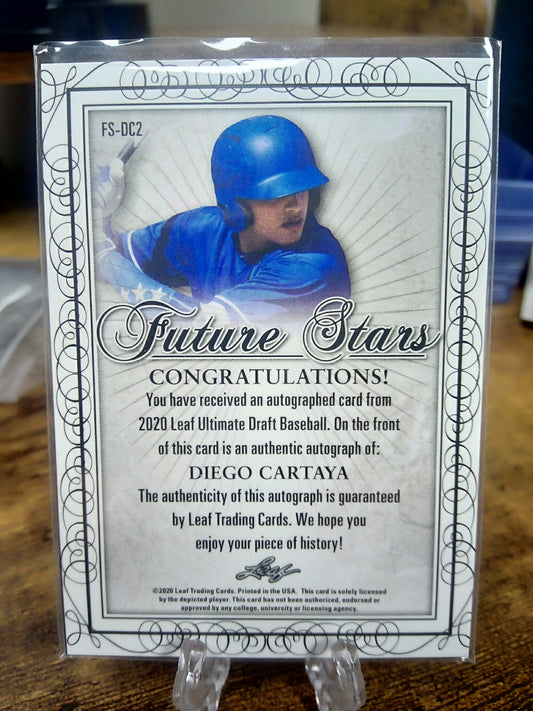 FS-DC2
Future Stars
CONGRATULATIONS!
You have received an autographed card from
2020 Leaf Ultimate Draft Baseball. On the front
of this card is an authentic autograph of:
DIEGO CARTAYA
The authenticity of this autograph is guaranteed
by Leaf Trading Cards. We hope you
enjoy your piece of history!
Leaf
©2020 Leaf Trading Cards. Printed in the USA. This card is solely licensed
by the depicted player. This card has not been authorized, endorsed or
approved by any college, university or licensing agency.